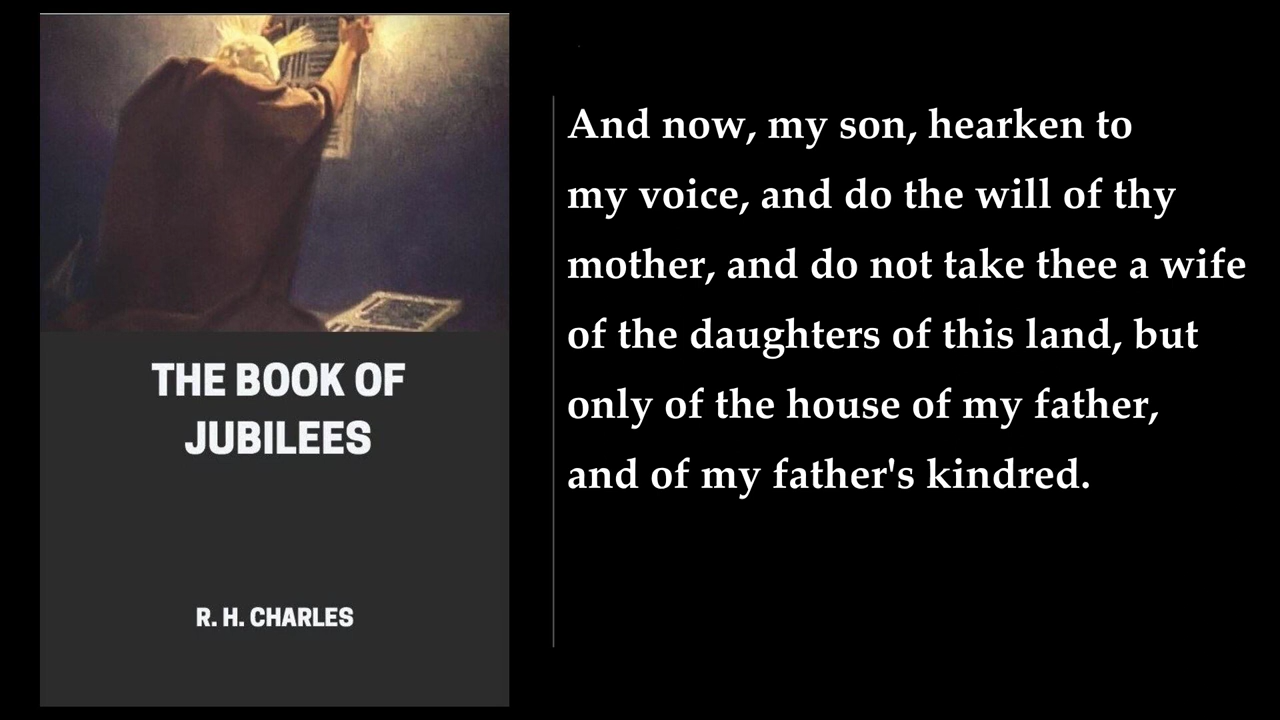 THE BOOK OF
JUBILEES
R. H. CHARLES
And now, my son, hearken to
my voice, and do the will of thy
mother, and do not take thee a wife
of the daughters of this land, but
only of the house of my father,
and of my father's kindred.